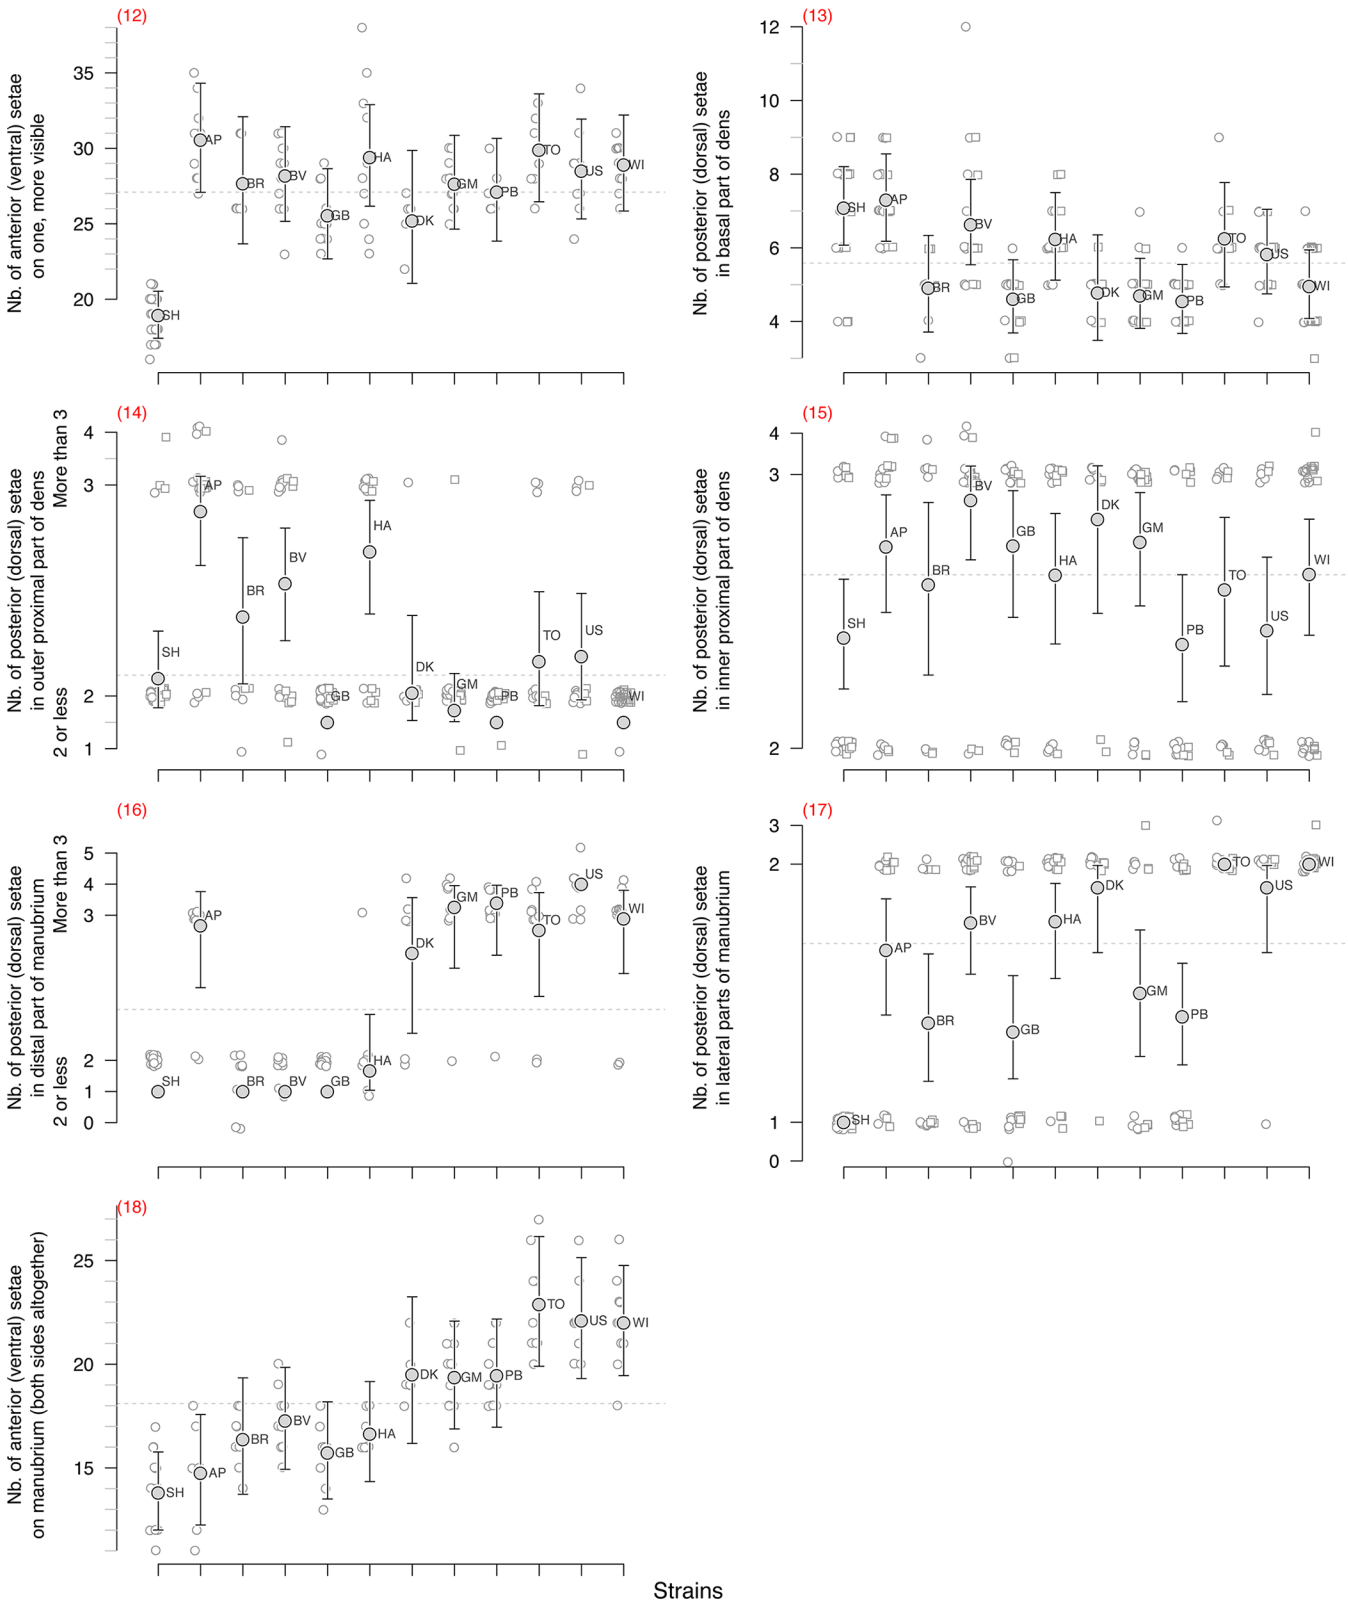 (12)
Nb. of anterior (ventral) setae
on one, more visible
35
30
25
20
SH
AP
BR
BV
GB
HA
DK
GM
PB
TO
US
WI
(13)
Nb. of posterior (dorsal) setae
in basal part of dens
12
10
8
6
4
SH
AP
BR
BV
GB
HA
DK
GM
PB
TO
US
WI
(14)
Nb. of posterior (dorsal) setae
in outer proximal part of dens
2 or less
More than 3
4
3
2
1
SH
AP
BR
BV
GB
HA
DK
GM
PB
TO
US
WI
(15)
Nb. of posterior (dorsal) setae
in inner proximal part of dens
4
3
2
SH
AP
BR
BV
GB
HA
DK
GM
PB
TO
US
WI
(16)
Nb. of posterior (dorsal) setae
in distal part of manubrium
2 or less
More than 3
5
4
3
2
1
0
SH
AP
BR
BV
GB
HA
DK
GM
PB
TO
US
WI
(17)
Nb. of posterior (dorsal) setae
in lateral parts of manubrium
3
2
1
0
SH
AP
BR
BV
GB
HA
DK
GM
PB
TO
US
WI
(18)
Nb. of anterior (ventral) setae
on manubrium (both sides altogether)
25
20
15
SH
AP
BR
BV
GB
HA
DK
GM
PB
TO
US
WI
Strains